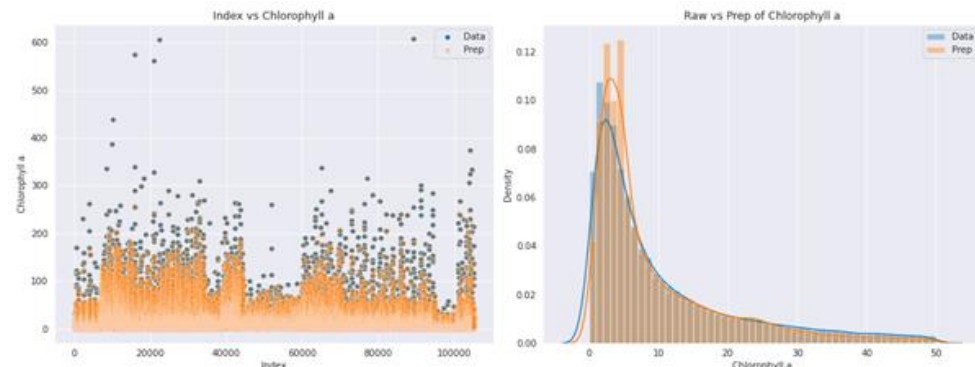 Index vs Chlorophyll a
600
500
400
300
200
100
0
Chlorophyll a
0 20000 40000 60000 80000 100000
Index
Data
Prep
Raw vs Prep of Chlorophyll a
0.12
0.10
0.08
0.06
0.04
0.02
0.00
Density
0 10 20 30 40 50
Chlorophyll a
Data
Prep